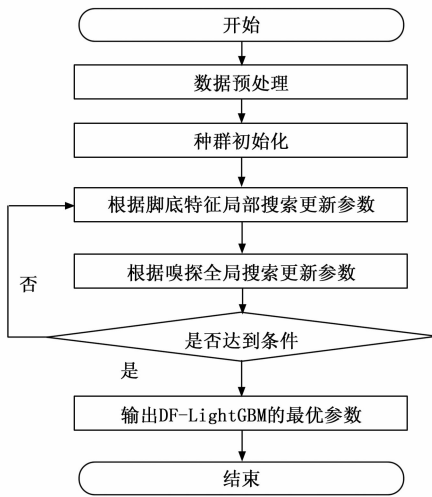 开始
数据预处理
种群初始化
根据脚底特征局部搜索更新参数
否
根据嗅探全局搜索更新参数
是否达到条件
是
输出DF-LightGBM的最优参数
结束